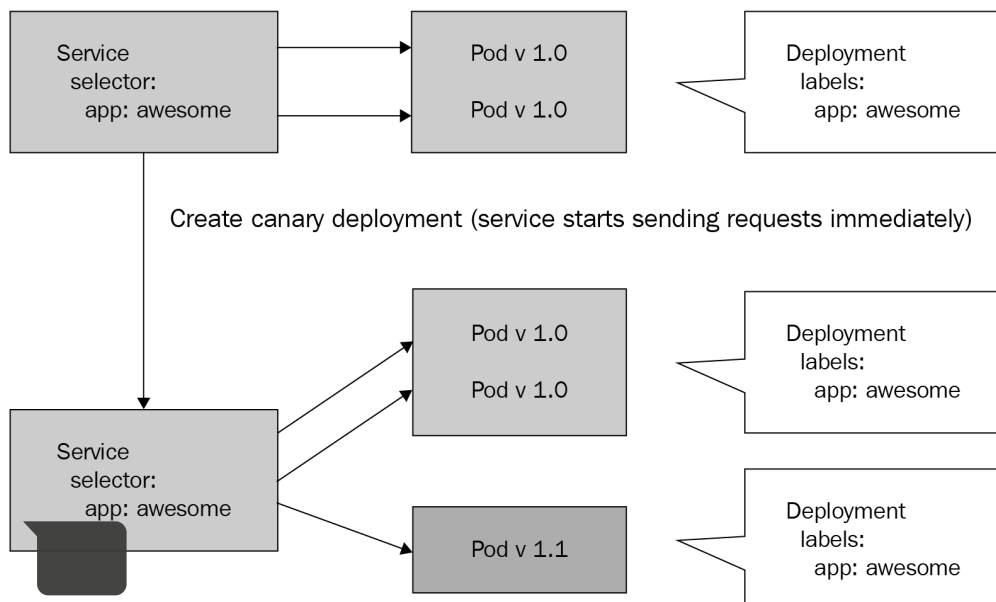 Service
selector:
app: awesome
Pod v 1.0
Pod v 1.0
Deployment
labels:
app: awesome
Create canary deployment (service starts sending requests immediately)
Service
selector:
app: awesome
Pod v 1.0
Pod v 1.0
Deployment
labels:
app: awesome
Pod v 1.1
Deployment
labels:
app: awesome